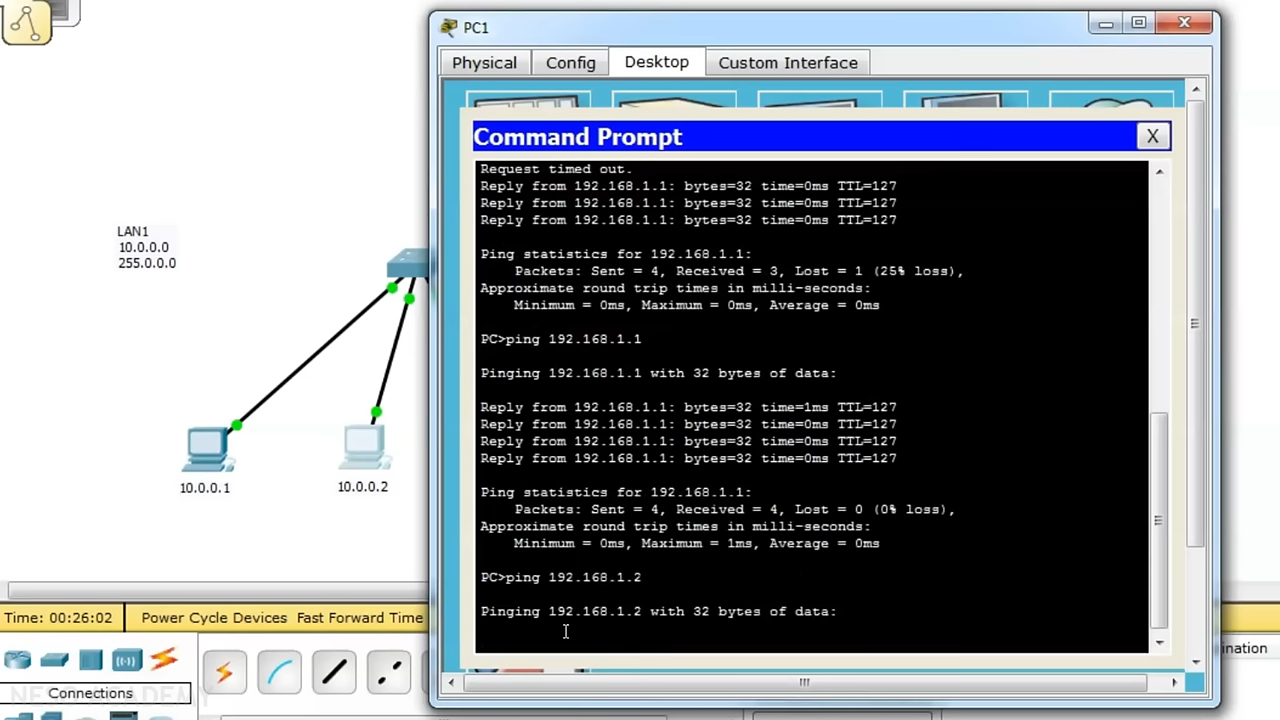 PC1
Physical
Config
Desktop
Custom Interface
Command Prompt
X
Request timed out.
Reply from 192.168.1.1: bytes=32 time=0ms TTL=127
Reply from 192.168.1.1: bytes=32 time=0ms TTL=127
Reply from 192.168.1.1: bytes=32 time=0ms TTL=127
Ping statistics for 192.168.1.1:
Packets: Sent = 4, Received = 3, Lost = 1 (25% loss),
Approximate round trip times in milli-seconds:
Minimum = 0ms, Maximum = 0ms, Average = 0ms
PC>ping 192.168.1.1
Pinging 192.168.1.1 with 32 bytes of data:
Reply from 192.168.1.1: bytes=32 time=1ms TTL=127
Reply from 192.168.1.1: bytes=32 time=0ms TTL=127
Reply from 192.168.1.1: bytes=32 time=0ms TTL=127
Reply from 192.168.1.1: bytes=32 time=0ms TTL=127
Ping statistics for 192.168.1.1:
Packets: Sent = 4, Received = 4, Lost = 0 (0% loss),
Approximate round trip times in milli-seconds:
Minimum = 0ms, Maximum = 1ms, Average = 0ms
PC>ping 192.168.1.2
Pinging 192.168.1.2 with 32 bytes of data:
LAN1
10.0.0.0
255.0.0.0
10.0.0.1
10.0.0.2
Time: 00:26:02
Power Cycle Devices Fast Forward Time
Connections
ination